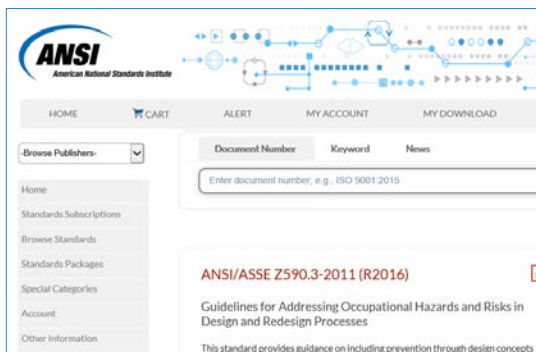 ANSI
American National Standards Institute
HOME
CART
ALERT
MY ACCOUNT
MY DOWNLOAD
-Browse Publishers-
Document Number
Keyword
News
Enter document number, e.g., ISO 9001:2015
Home
Standards Subscriptions
Browse Standards
Standards Packages
Special Categories
Account
Other Information
ANSI/ASSE Z590.3-2011 (R2016)
Guidelines for Addressing Occupational Hazards and Risks in
Design and Redesign Processes
This standard provides guidance on including prevention through design concepts